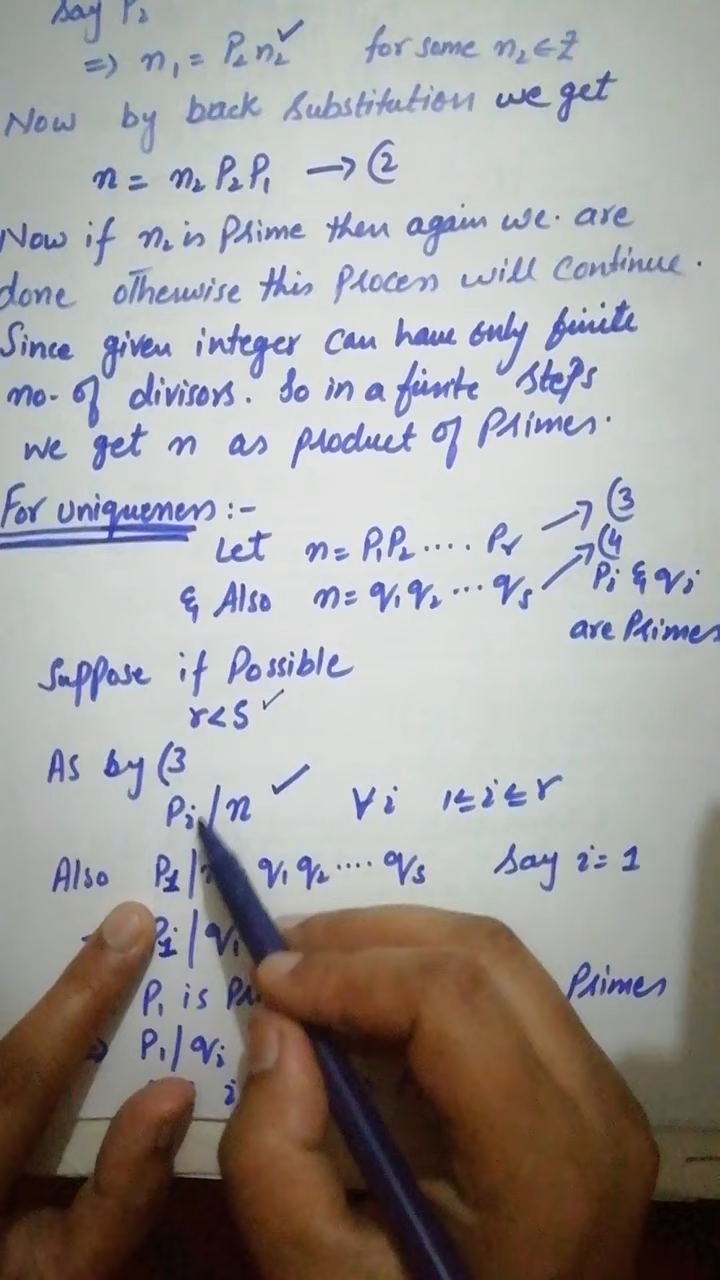 Say P₂
=> n₁ = P₂n₂ ✓ for some n₂ ∈ Z
Now by back substitution we get
n = n₂ P₂P₁ → (2
Now if n₂ is Prime then again we are
done otherwise this Process will continue.
Since given integer can have only finite
no. of divisors. So in a finite steps
we get n as product of Primes.
For uniqueness :-
Let n = P₁P₂ .... Pr → (3
& Also n = q₁q₂ ... qs → (4
Pi & qi
are Primes
Suppose if Possible
r<s ✓
As by (3
Pi/n ✓ ∀i 1≤i≤r
Also P₁/ q₁q₂ .... qs Say i=1
P₁/qi
P₁ is Primes
=> P₁/qi
i